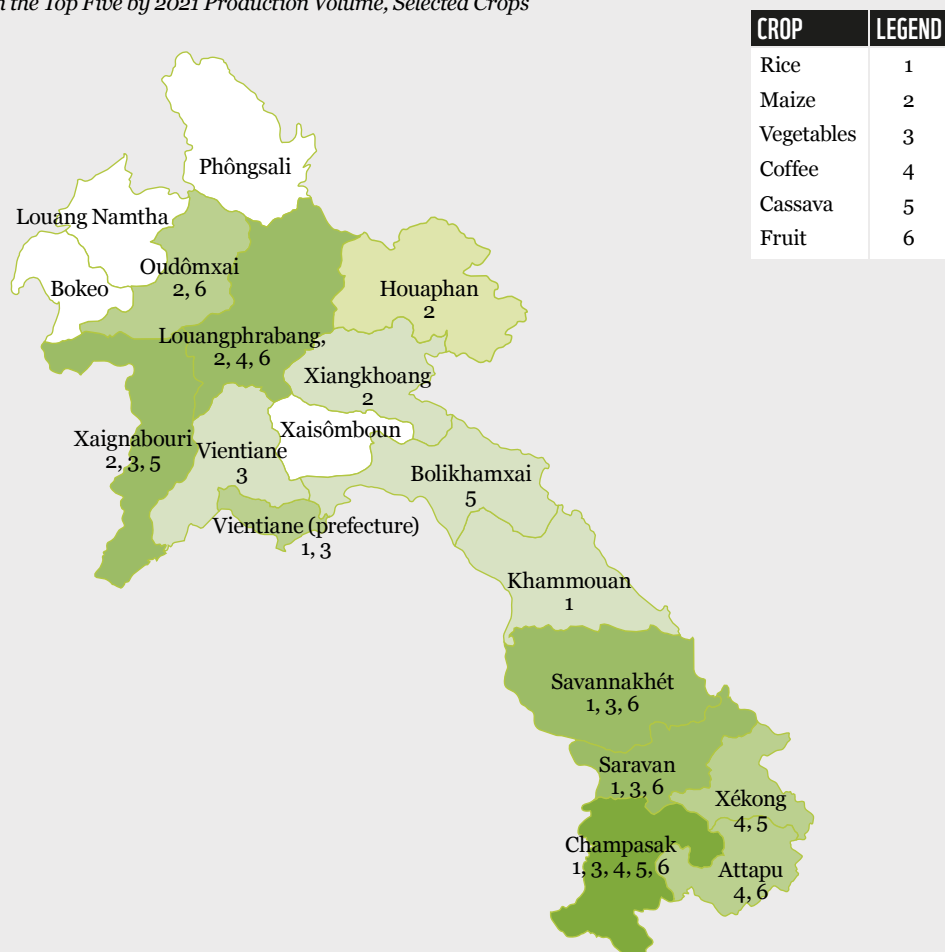 the Top Five by 2021 Production Volume, Selected Crops
CROP LEGEND
Rice 1
Maize 2
Vegetables 3
Coffee 4
Cassava 5
Fruit 6
Phôngsali
Louang Namtha
Bokeo
Oudômxai
2, 6
Houaphan
2
Louangphrabang,
2, 4, 6
Xiangkhoang
2
Xaignabouri
2, 3, 5
Vientiane
3
Xaisômboun
Bolikhamxai
5
Vientiane (prefecture)
1, 3
Khammouan
1
Savannakhét
1, 3, 6
Saravan
1, 3, 6
Xékong
4, 5
Champasak
1, 3, 4, 5, 6
Attapu
4, 6